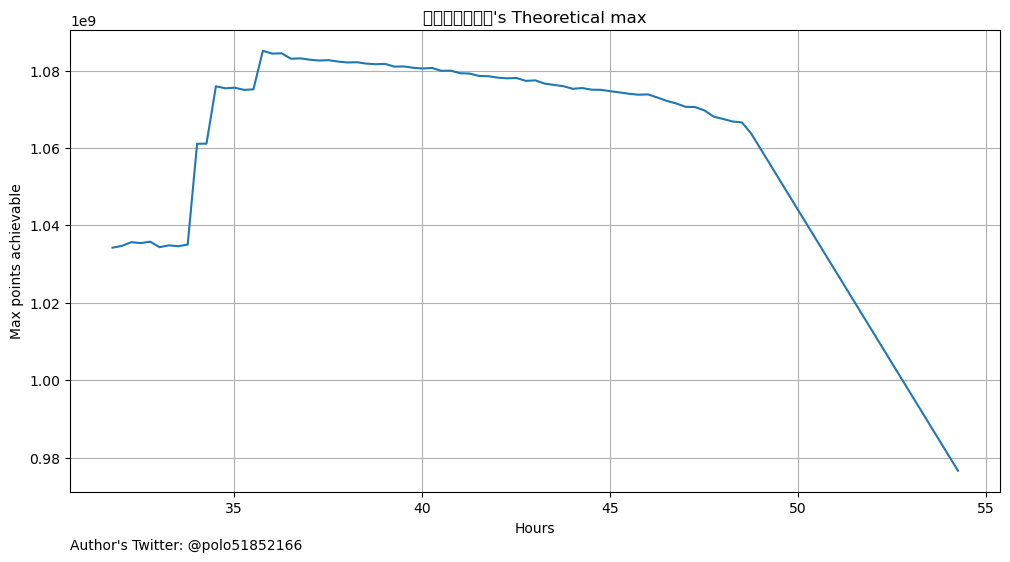 's Theoretical max
1e9
1.08
1.06
1.04
1.02
1.00
0.98
Max points achievable
35
40
45
50
55
Hours
Author's Twitter: @polo51852166